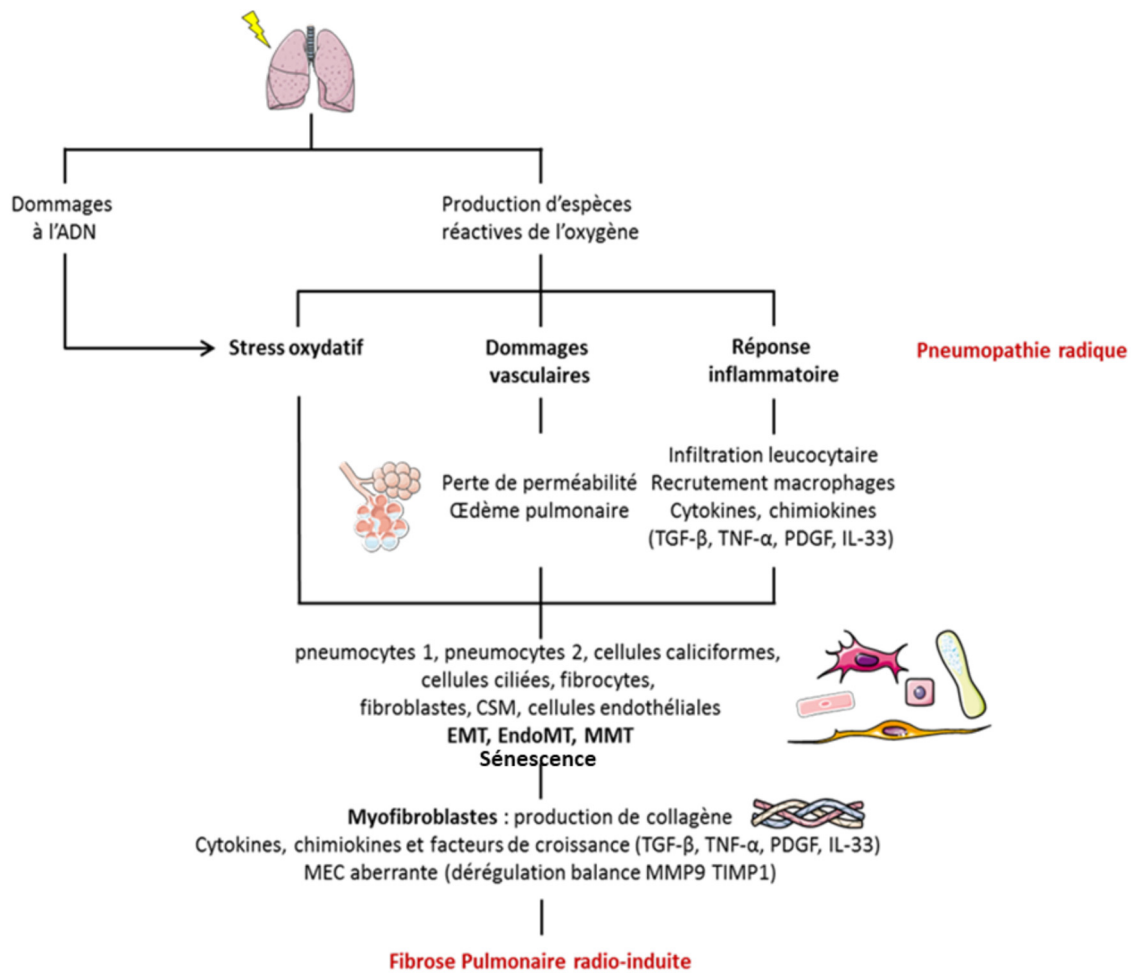 Dommages
à l’ADN
Production d’espèces
réactives de l’oxygène
Stress oxydatif
Dommages
vasculaires
Réponse
inflammatoire
Pneumopathie radique
Perte de perméabilité
Œdème pulmonaire
Infiltration leucocytaire
Recrutement macrophages
Cytokines, chimiokines
(TGF-β, TNF-α, PDGF, IL-33)
pneumocytes 1, pneumocytes 2, cellules caliciformes,
cellules ciliées, fibrocytes,
fibroblastes, CSM, cellules endothéliales
EMT, EndoMT, MMT
Sénescence
Myofibroblastes : production de collagène
Cytokines, chimiokines et facteurs de croissance (TGF-β, TNF-α, PDGF, IL-33)
MEC aberrante (dérégulation balance MMP9 TIMP1)
Fibrose Pulmonaire radio-induite